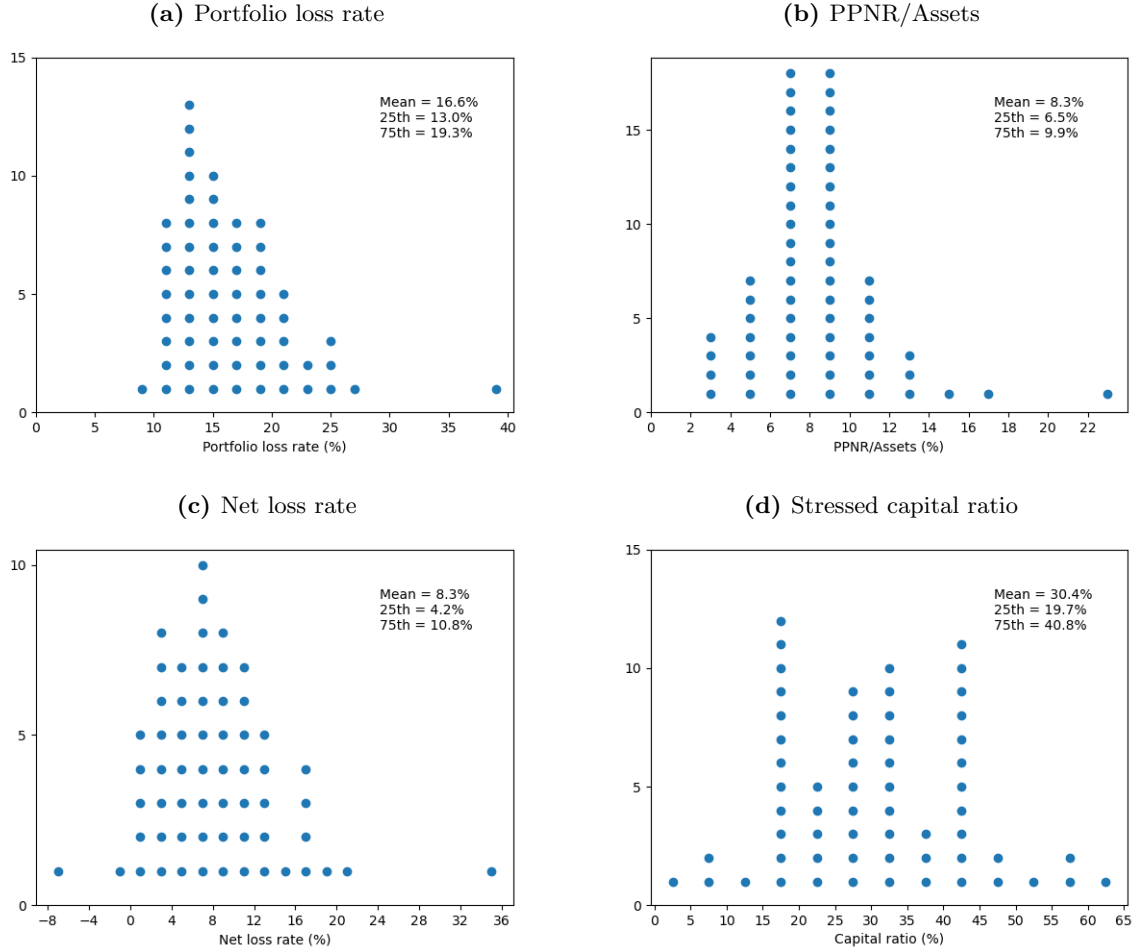 (a) Portfolio loss rate
15
10
5
0
Mean = 16.6%
25th = 13.0%
75th = 19.3%
0 5 10 15 20 25 30 35 40
Portfolio loss rate (%)
(b) PPNR/Assets
15
10
5
0
Mean = 8.3%
25th = 6.5%
75th = 9.9%
0 2 4 6 8 10 12 14 16 18 20 22
PPNR/Assets (%)
(c) Net loss rate
10
5
0
Mean = 8.3%
25th = 4.2%
75th = 10.8%
−8 −4 0 4 8 12 16 20 24 28 32 36
Net loss rate (%)
(d) Stressed capital ratio
15
10
5
0
Mean = 30.4%
25th = 19.7%
75th = 40.8%
0 5 10 15 20 25 30 35 40 45 50 55 60 65
Capital ratio (%)